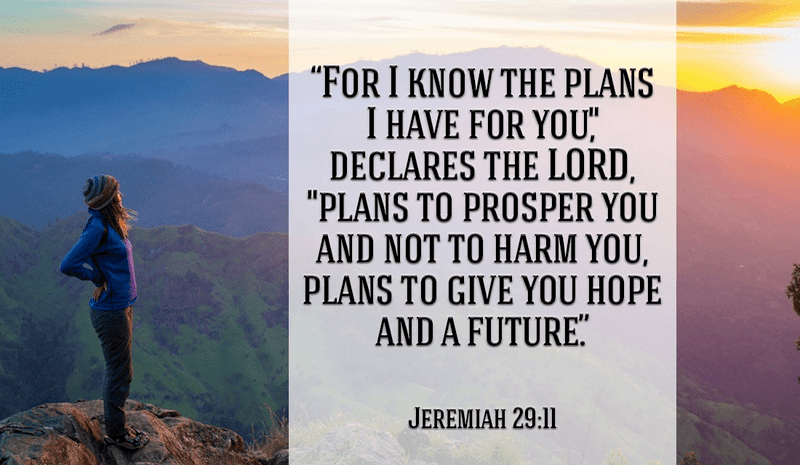 “For I know the plans
I have for you,"
declares the LORD,
"plans to prosper you
and not to harm you,
plans to give you hope
and a future.”
Jeremiah 29:11